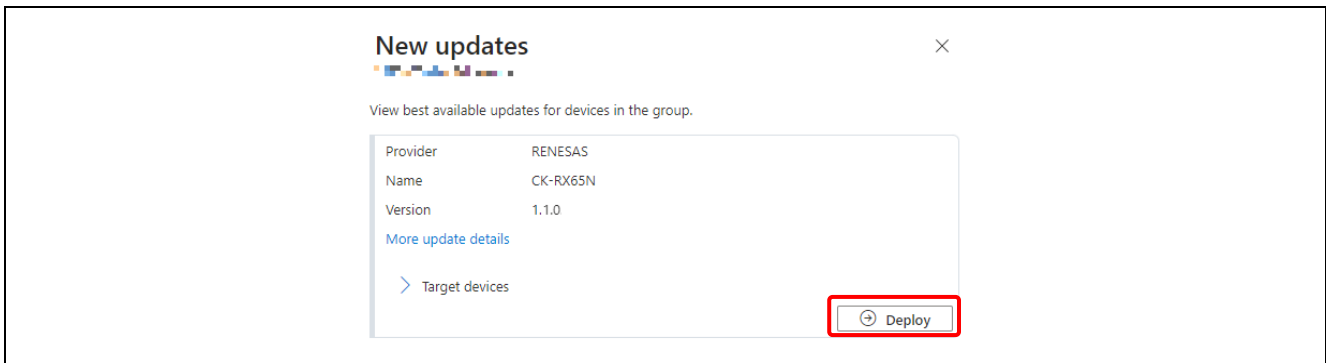 New updates
View best available updates for devices in the group.
Provider RENESAS
Name CK-RX65N
Version 1.1.0
More update details
Target devices
Deploy